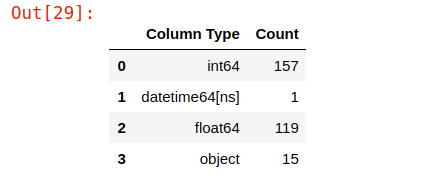 Out[29]:
Column Type Count
0 int64 157
1 datetime64[ns] 1
2 float64 119
3 object 15